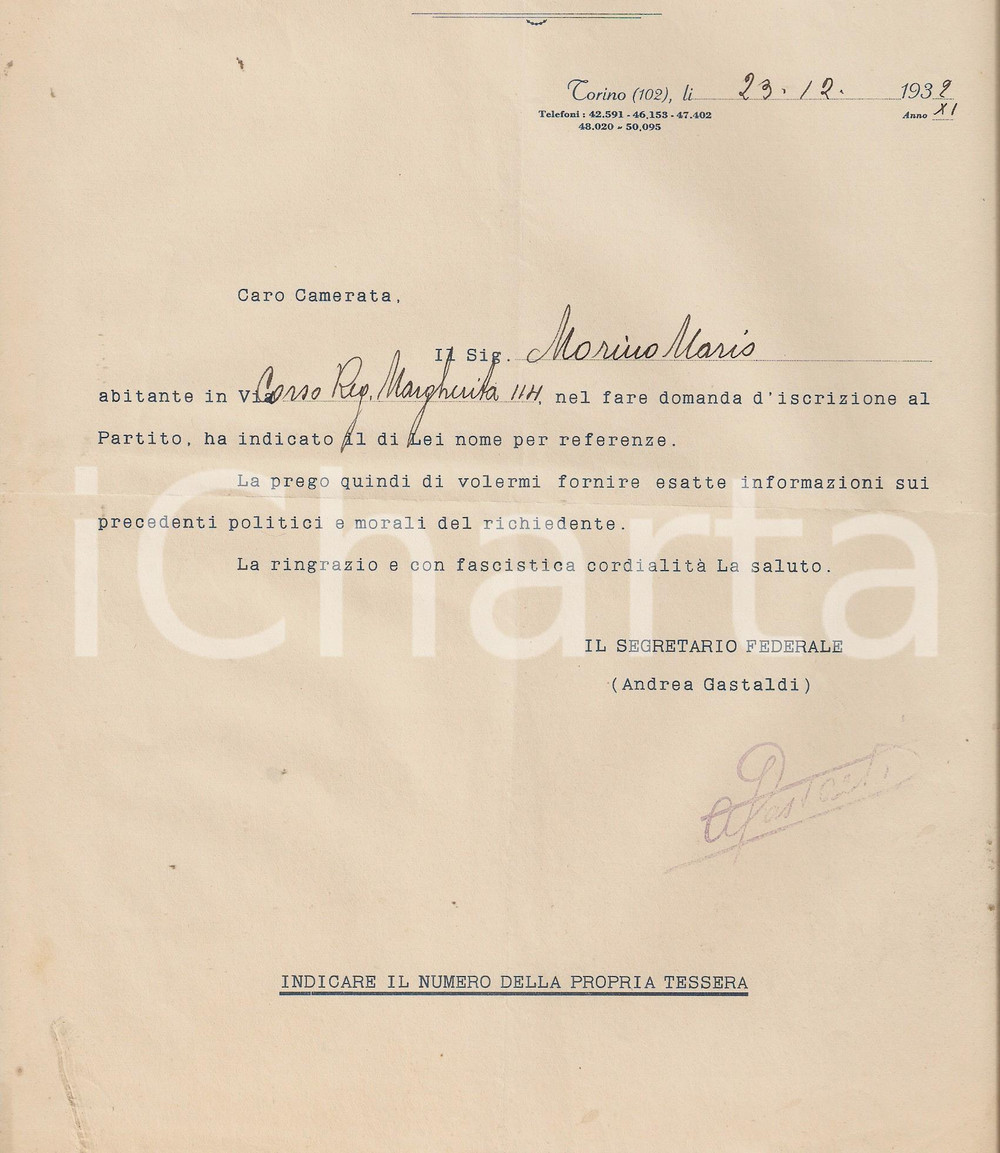 Torino (102), li 23.12. 1932
Telefoni : 42.591 - 46,153 - 47.402
Anno XI
48.020 - 50,095
Caro Camerata,
Il Sig. Morino Maris
abitante in Via Corso Reg. Margherita 114, nel fare domanda d'iscrizione al
Partito, ha indicato il di Lei nome per referenze.
La prego quindi di volermi fornire esatte informazioni sui
precedenti politici e morali del richiedente.
La ringrazio e con fascistica cordialità La saluto.
iCharta
IL SEGRETARIO FEDERALE
(Andrea Gastaldi)
AGastaldi
INDICARE IL NUMERO DELLA PROPRIA TESSERA